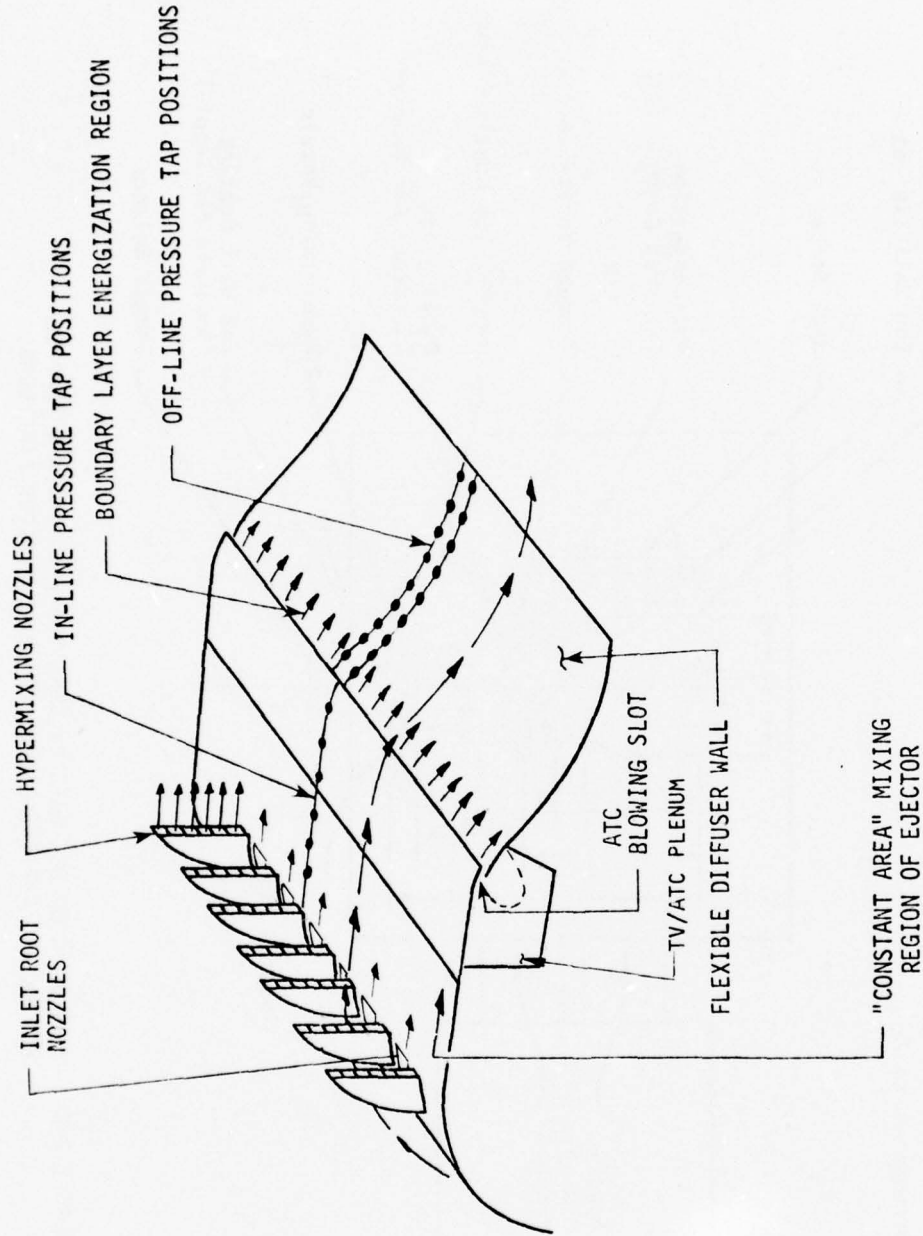 INLET ROOT
NOZZLES
HYPERMIXING NOZZLES
IN-LINE PRESSURE TAP POSITIONS
BOUNDARY LAYER ENERGIZATION REGION
OFF-LINE PRESSURE TAP POSITIONS
ATC
BLOWING SLOT
TV/ATC PLENUM
FLEXIBLE DIFFUSER WALL
"CONSTANT AREA" MIXING
REGION OF EJECTOR